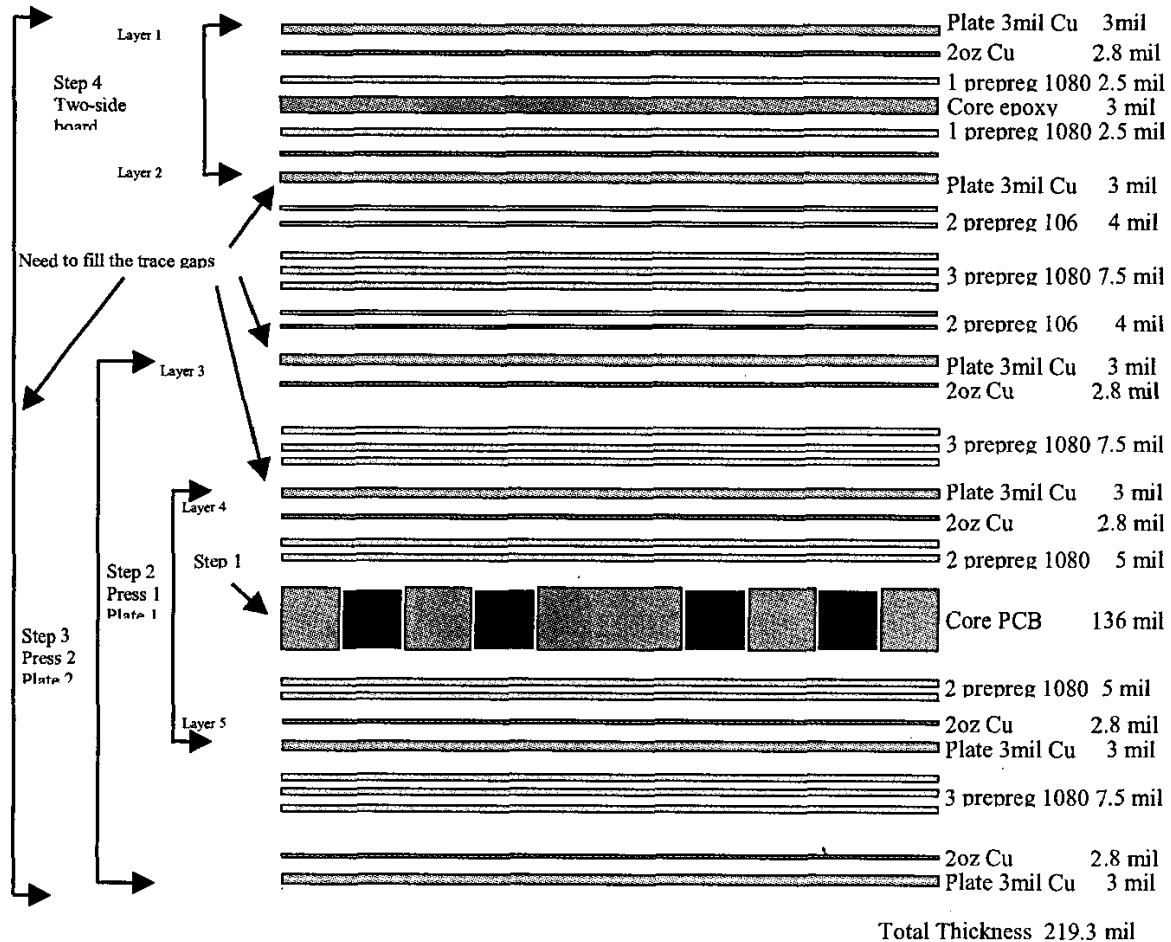 Layer 1
Step 4
Two-side
board
Layer 2
Need to fill the trace gaps
Layer 3
Layer 4
Step 1
Step 2
Press 1
Plate 1
Step 3
Press 2
Plate 2
Layer 5
Plate 3mil Cu 3mil
2oz Cu 2.8 mil
1 prepreg 1080 2.5 mil
Core epoxy 3 mil
1 prepreg 1080 2.5 mil
Plate 3mil Cu 3 mil
2 prepreg 106 4 mil
3 prepreg 1080 7.5 mil
2 prepreg 106 4 mil
Plate 3mil Cu 3 mil
2oz Cu 2.8 mil
3 prepreg 1080 7.5 mil
Plate 3mil Cu 3 mil
2oz Cu 2.8 mil
2 prepreg 1080 5 mil
Core PCB 136 mil
2 prepreg 1080 5 mil
2oz Cu 2.8 mil
Plate 3mil Cu 3 mil
3 prepreg 1080 7.5 mil
2oz Cu 2.8 mil
Plate 3mil Cu 3 mil
Total Thickness 219.3 mil